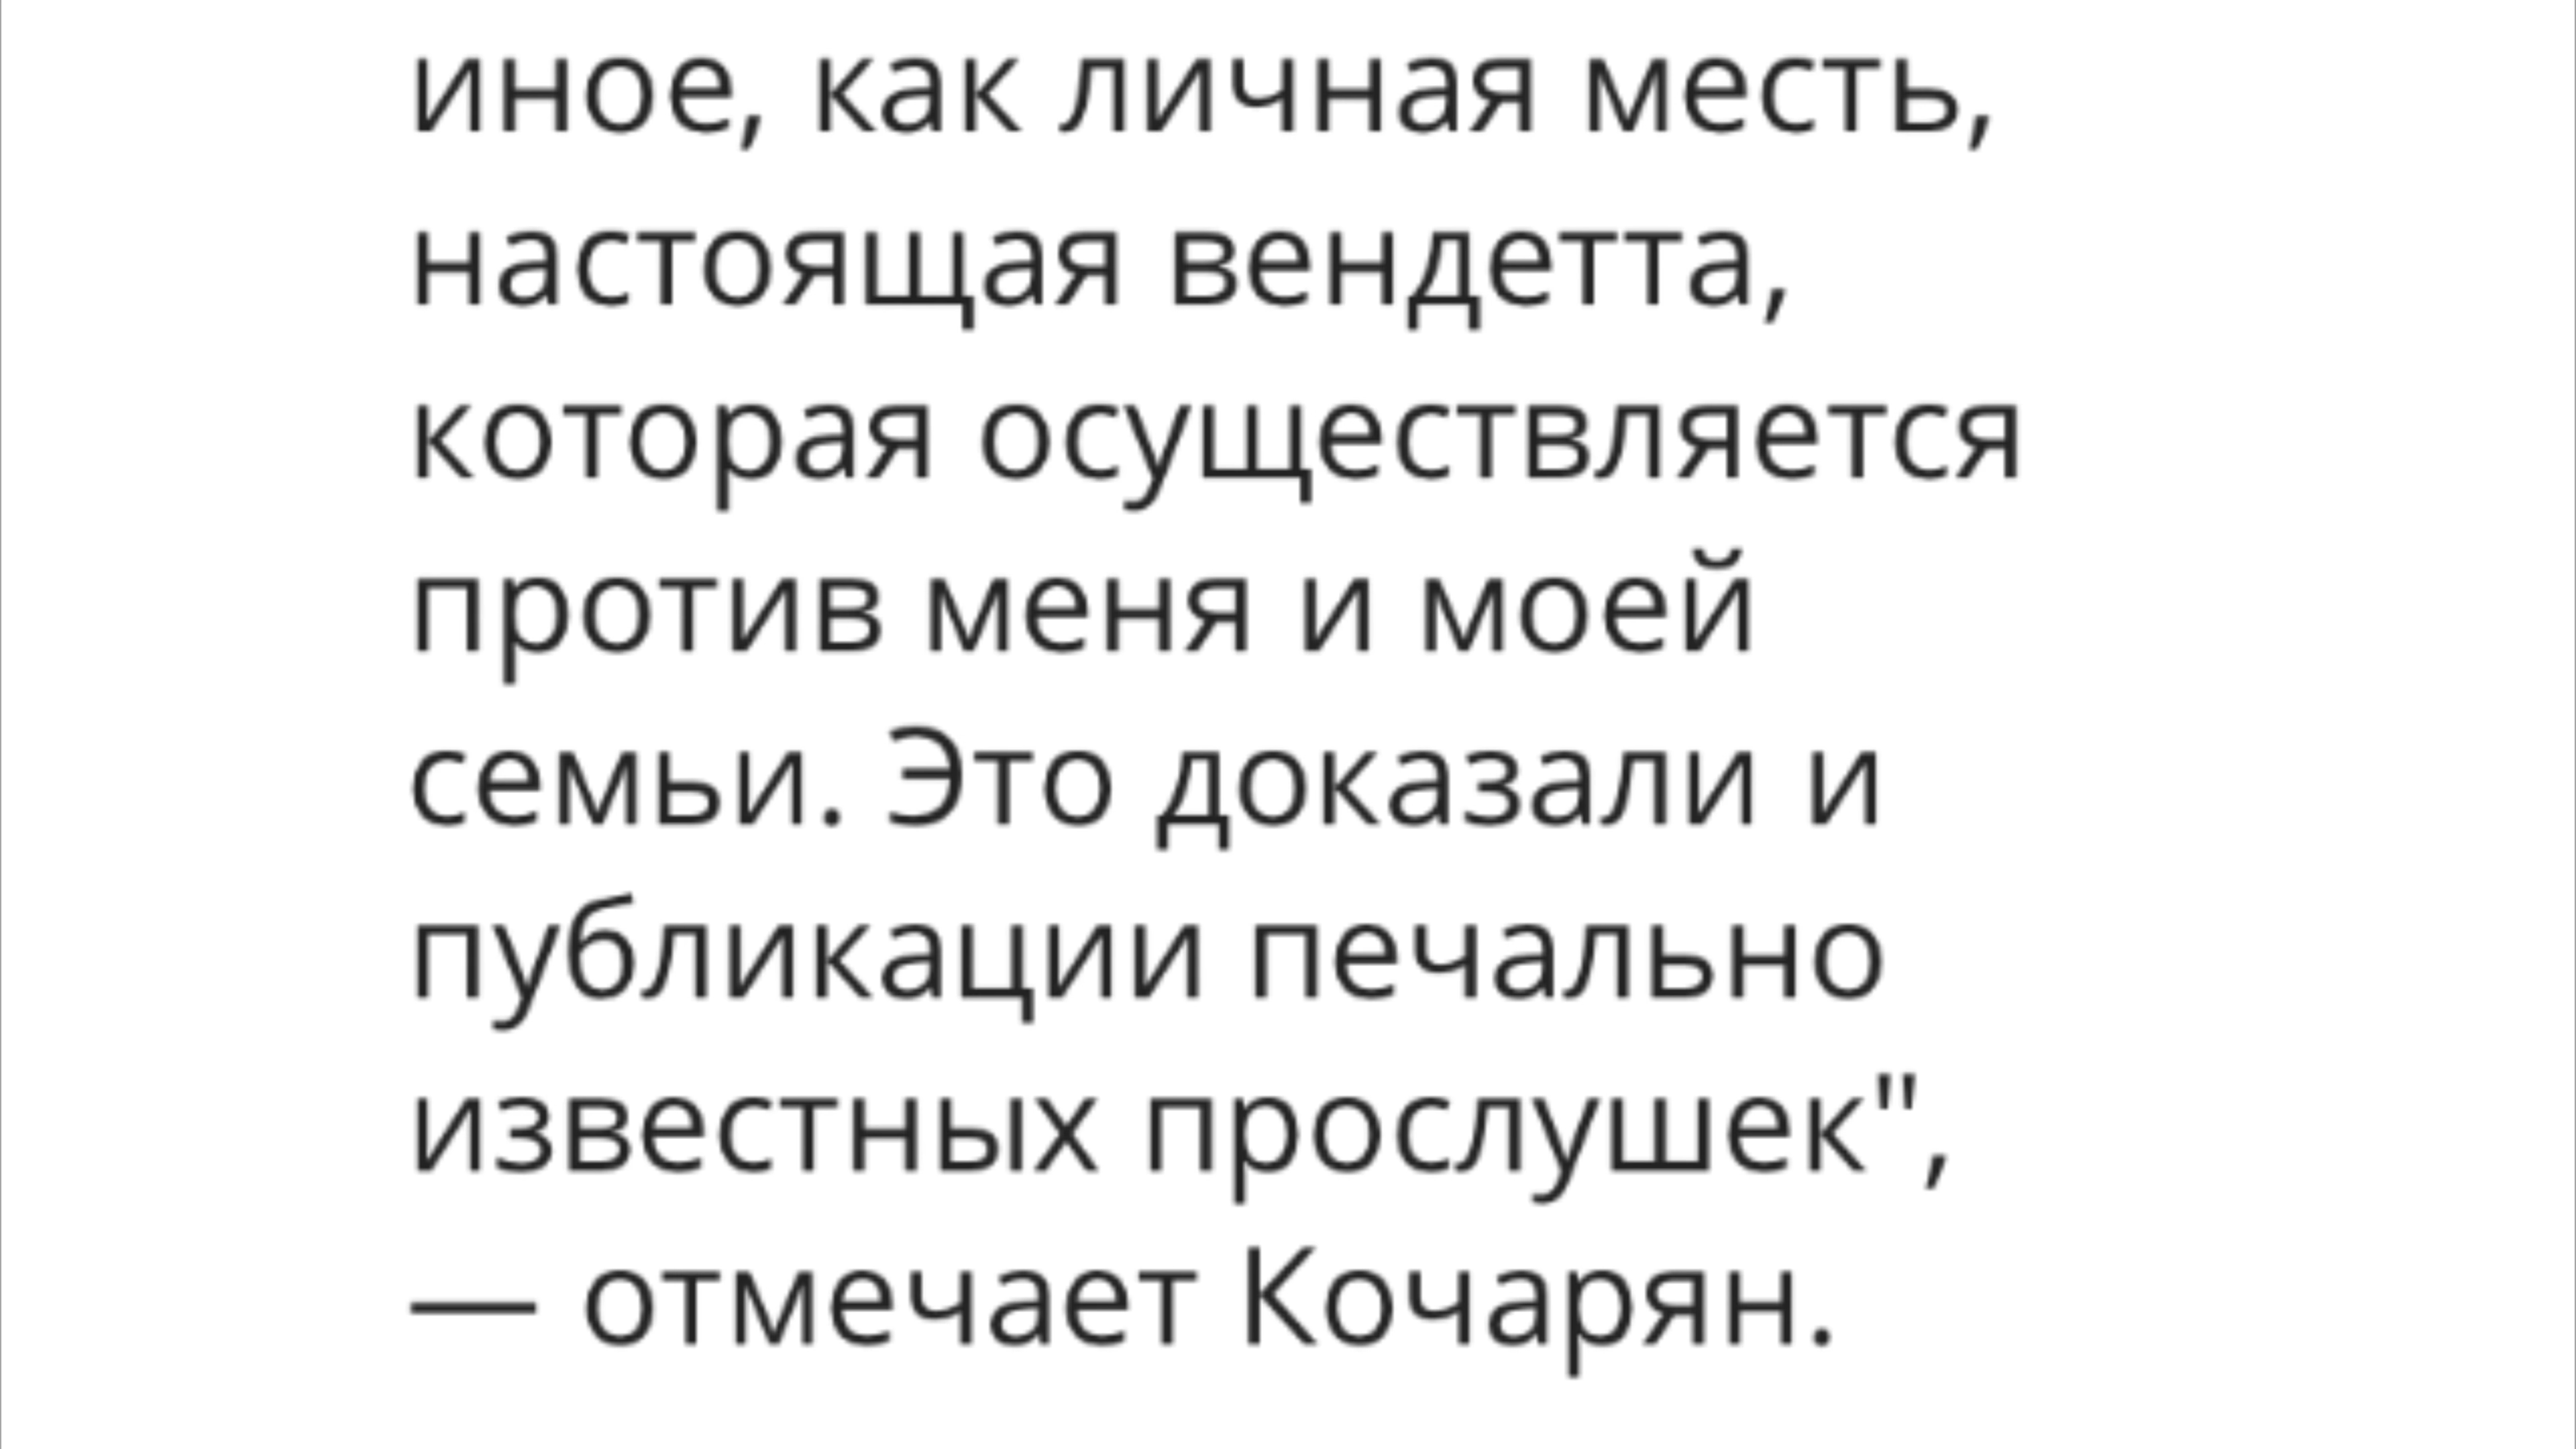 иное, как личная месть,
настоящая вендетта,
которая осуществляется
против меня и моей
семьи. Это доказали и
публикации печально
известных прослушек",
— отмечает Кочарян.